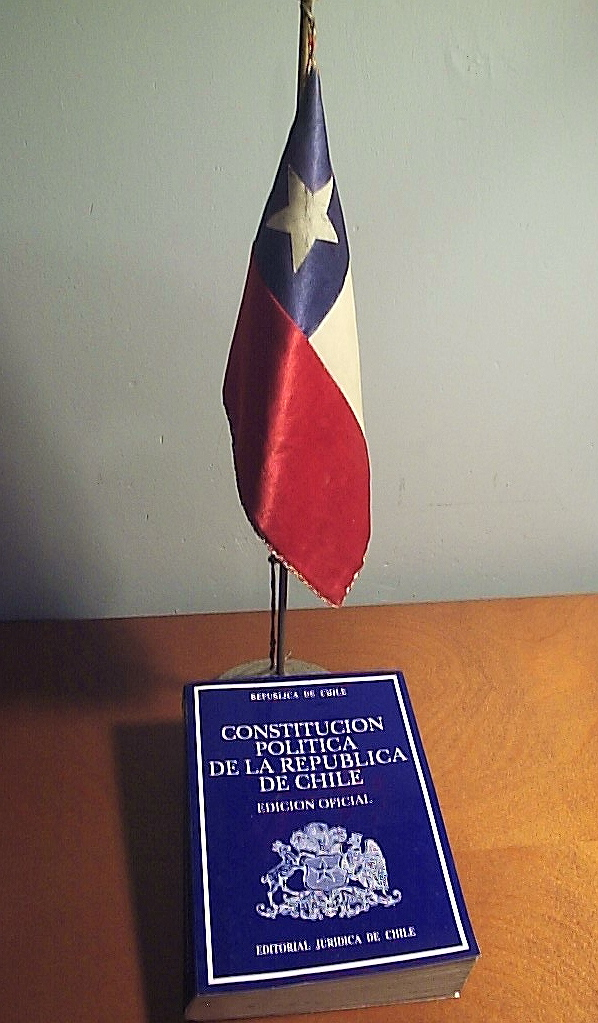 REPUBLICA DE CHILE
CONSTITUCION
POLITICA
DE LA REPUBLICA
DE CHILE
EDICION OFICIAL
EDITORIAL JURIDICA DE CHILE